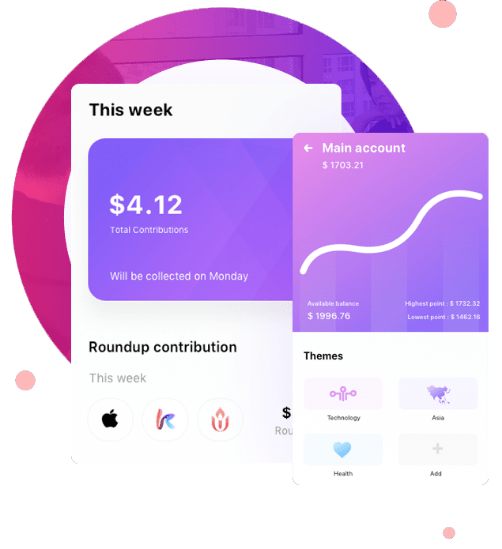 This week
$4.12
Total Contributions
Will be collected on Monday
Roundup contribution
This week
$
Rou
Main account
$ 1703.21
Available balance
$ 1996.76
Highest point : $ 1732.32
Lowest point : $ 1462.16
Themes
Technology
Asia
Health
Add